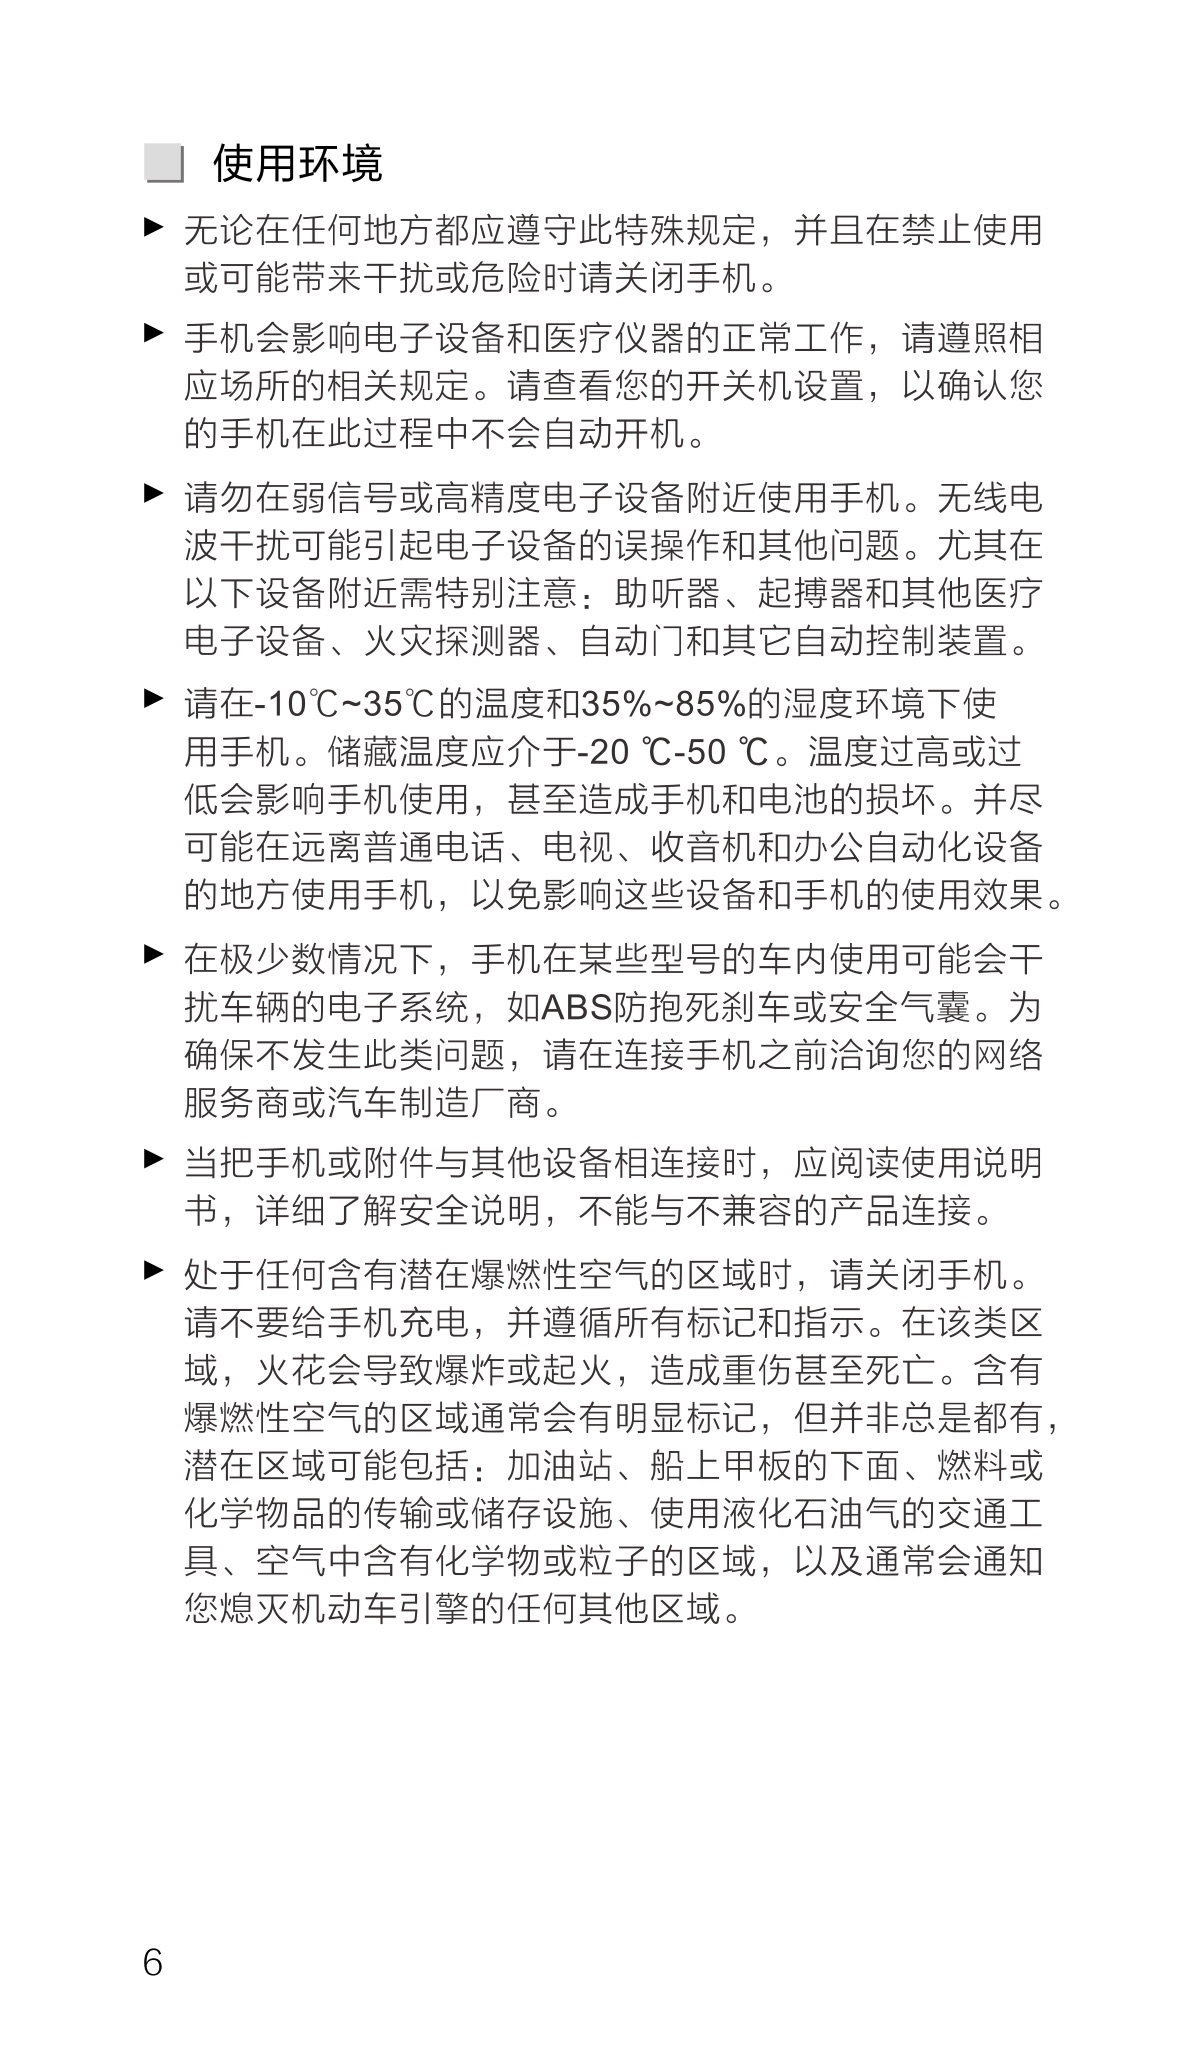 使用环境
► 无论在任何地方都应遵守此特殊规定，并且在禁止使用
或可能带来干扰或危险时请关闭手机。
► 手机会影响电子设备和医疗仪器的正常工作，请遵照相
应场所的相关规定。请查看您的开关机设置，以确认您
的手机在此过程中不会自动开机。
► 请勿在弱信号或高精度电子设备附近使用手机。无线电
波干扰可能引起电子设备的误操作和其他问题。尤其在
以下设备附近需特别注意：助听器、起搏器和其他医疗
电子设备、火灾探测器、自动门和其它自动控制装置。
► 请在-10℃~35℃的温度和35%~85%的湿度环境下使
用手机。储藏温度应介于-20 ℃-50 ℃。温度过高或过
低会影响手机使用，甚至造成手机和电池的损坏。并尽
可能在远离普通电话、电视、收音机和办公自动化设备
的地方使用手机，以免影响这些设备和手机的使用效果。
► 在极少数情况下，手机在某些型号的车内使用可能会干
扰车辆的电子系统，如ABS防抱死刹车或安全气囊。为
确保不发生此类问题，请在连接手机之前洽询您的网络
服务商或汽车制造厂商。
► 当把手机或附件与其他设备相连接时，应阅读使用说明
书，详细了解安全说明，不能与不兼容的产品连接。
► 处于任何含有潜在爆燃性空气的区域时，请关闭手机。
请不要给手机充电，并遵循所有标记和指示。在该类区
域，火花会导致爆炸或起火，造成重伤甚至死亡。含有
爆燃性空气的区域通常会有明显标记，但并非总是都有，
潜在区域可能包括：加油站、船上甲板的下面、燃料或
化学物品的传输或储存设施、使用液化石油气的交通工
具、空气中含有化学物或粒子的区域，以及通常会通知
您熄灭机动车引擎的任何其他区域。
6